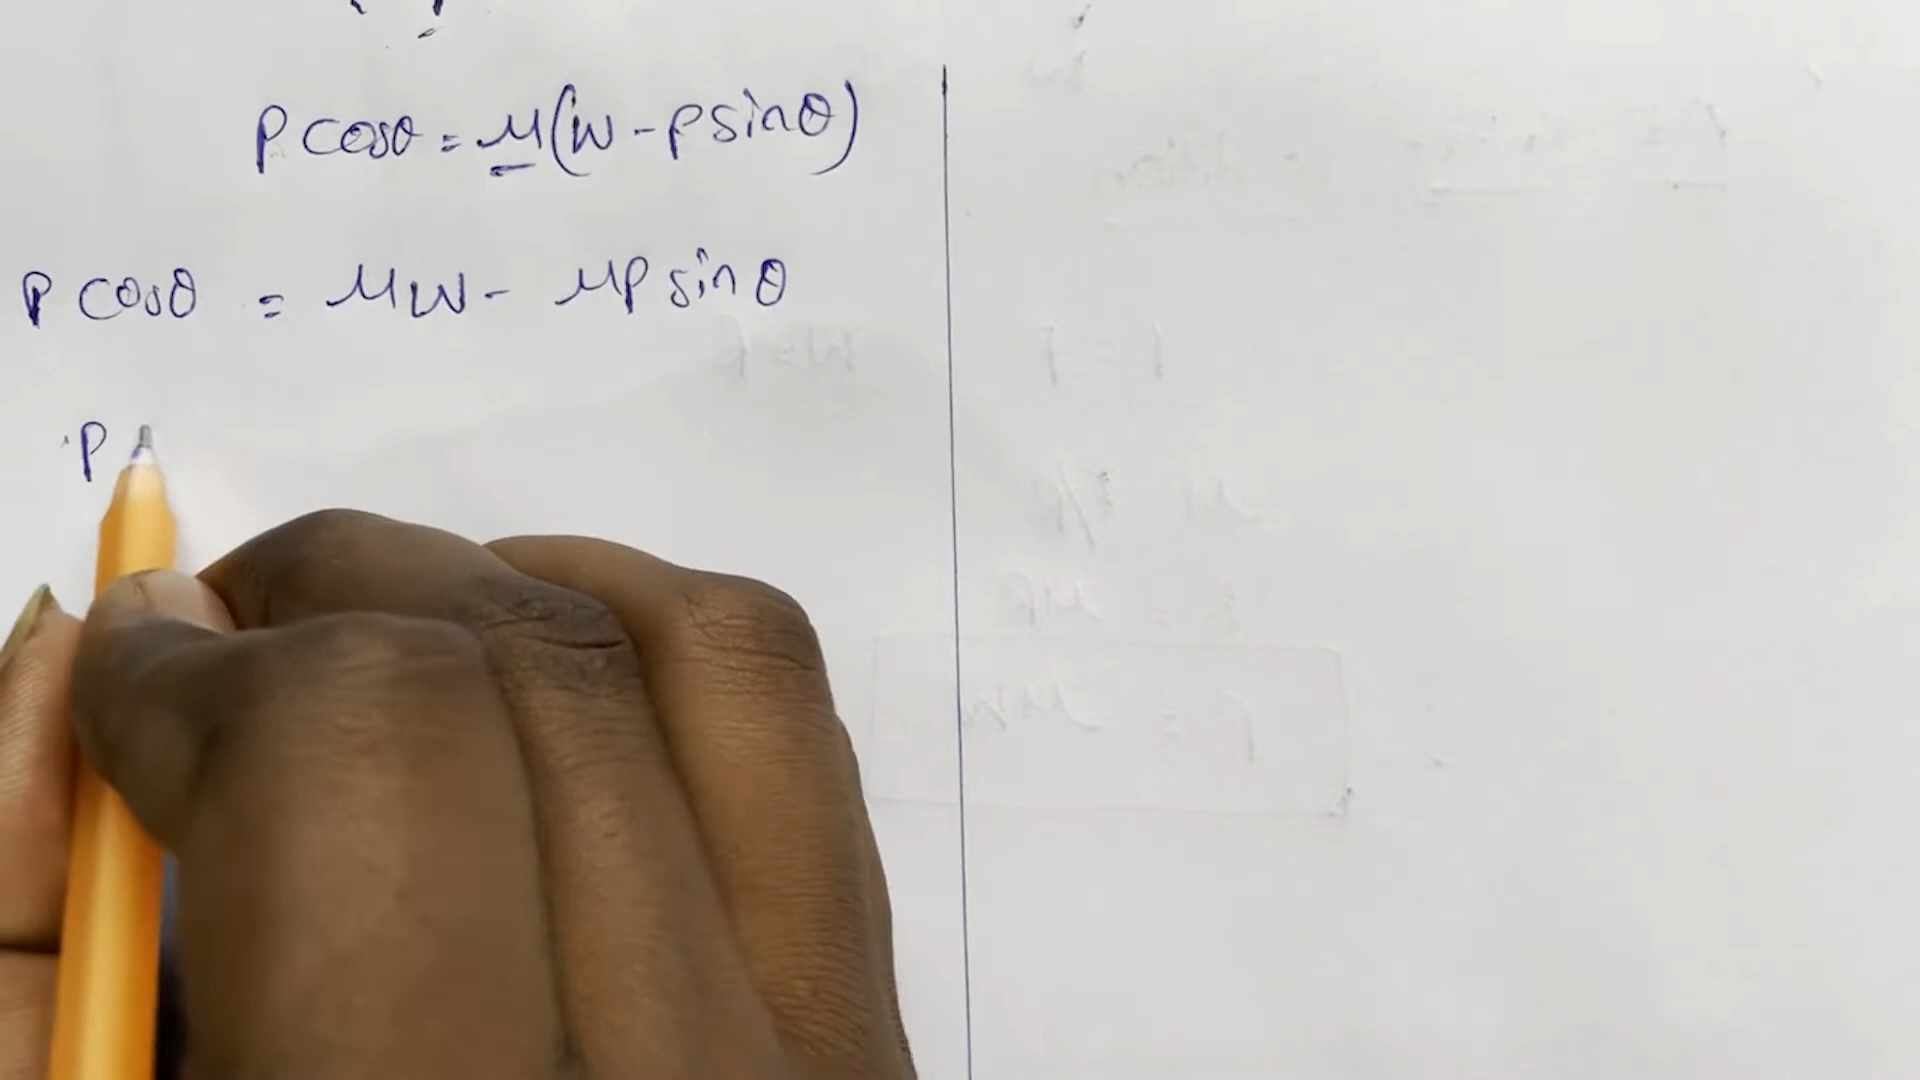 P cosθ = μ(W - P sinθ)
P cosθ = μW - μP sinθ
P